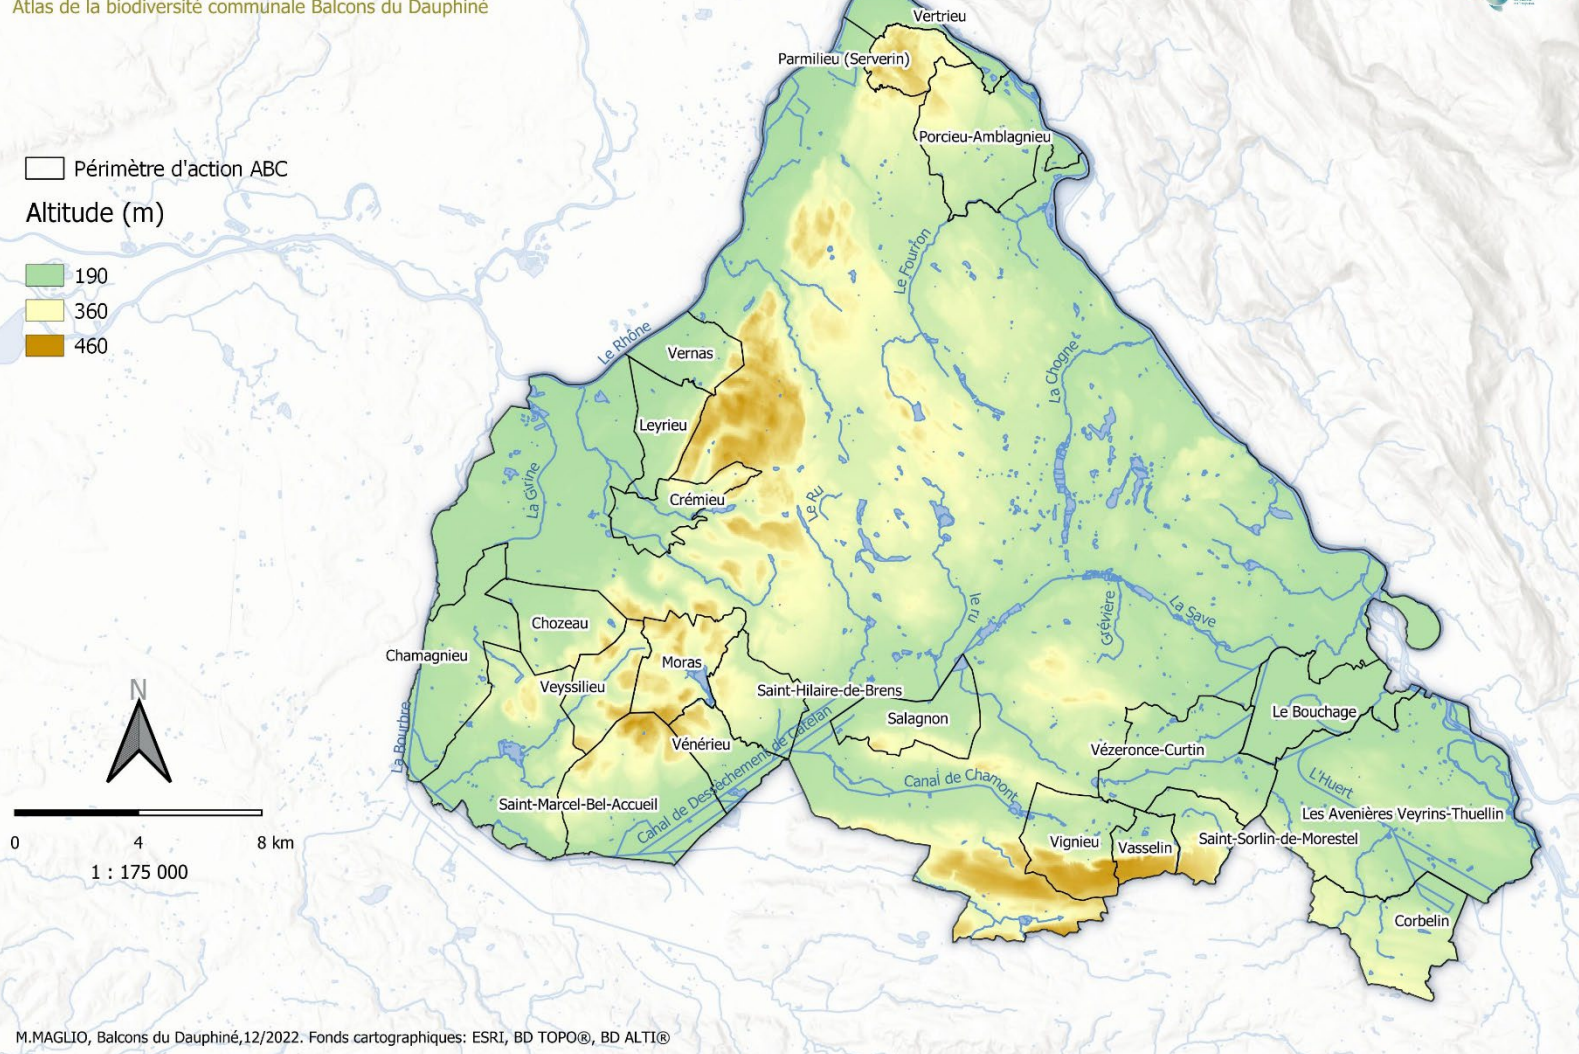 Atlas de la biodiversité communale Balcons du Dauphiné
Vertrieu
Parmilieu (Serverin)
Porcieu-Amblagnieu
Périmètre d'action ABC
Altitude (m)
190
360
460
Le Fourron
Le Rhône
Vernas
La Chogne
Leyrieu
La Girine
Crémieu
Le Ru
le ru
Grévière
La Save
Chozeau
Chamagnieu
Moras
Veyssilieu
Saint-Hilaire-de-Brens
Salagnon
Le Bouchage
La Bourbre
Vénérieu
Vézeronce-Curtin
Canal de Chamont
L'Huert
Saint-Marcel-Bel-Accueil
Canal de Dessèchement de Catelan
Les Avenières Veyrins-Thuellin
Vignieu
Vasselin
Saint-Sorlin-de-Morestel
Corbelin
N
0 4 8 km
1 : 175 000
M.MAGLIO, Balcons du Dauphiné,12/2022. Fonds cartographiques: ESRI, BD TOPO®, BD ALTI®